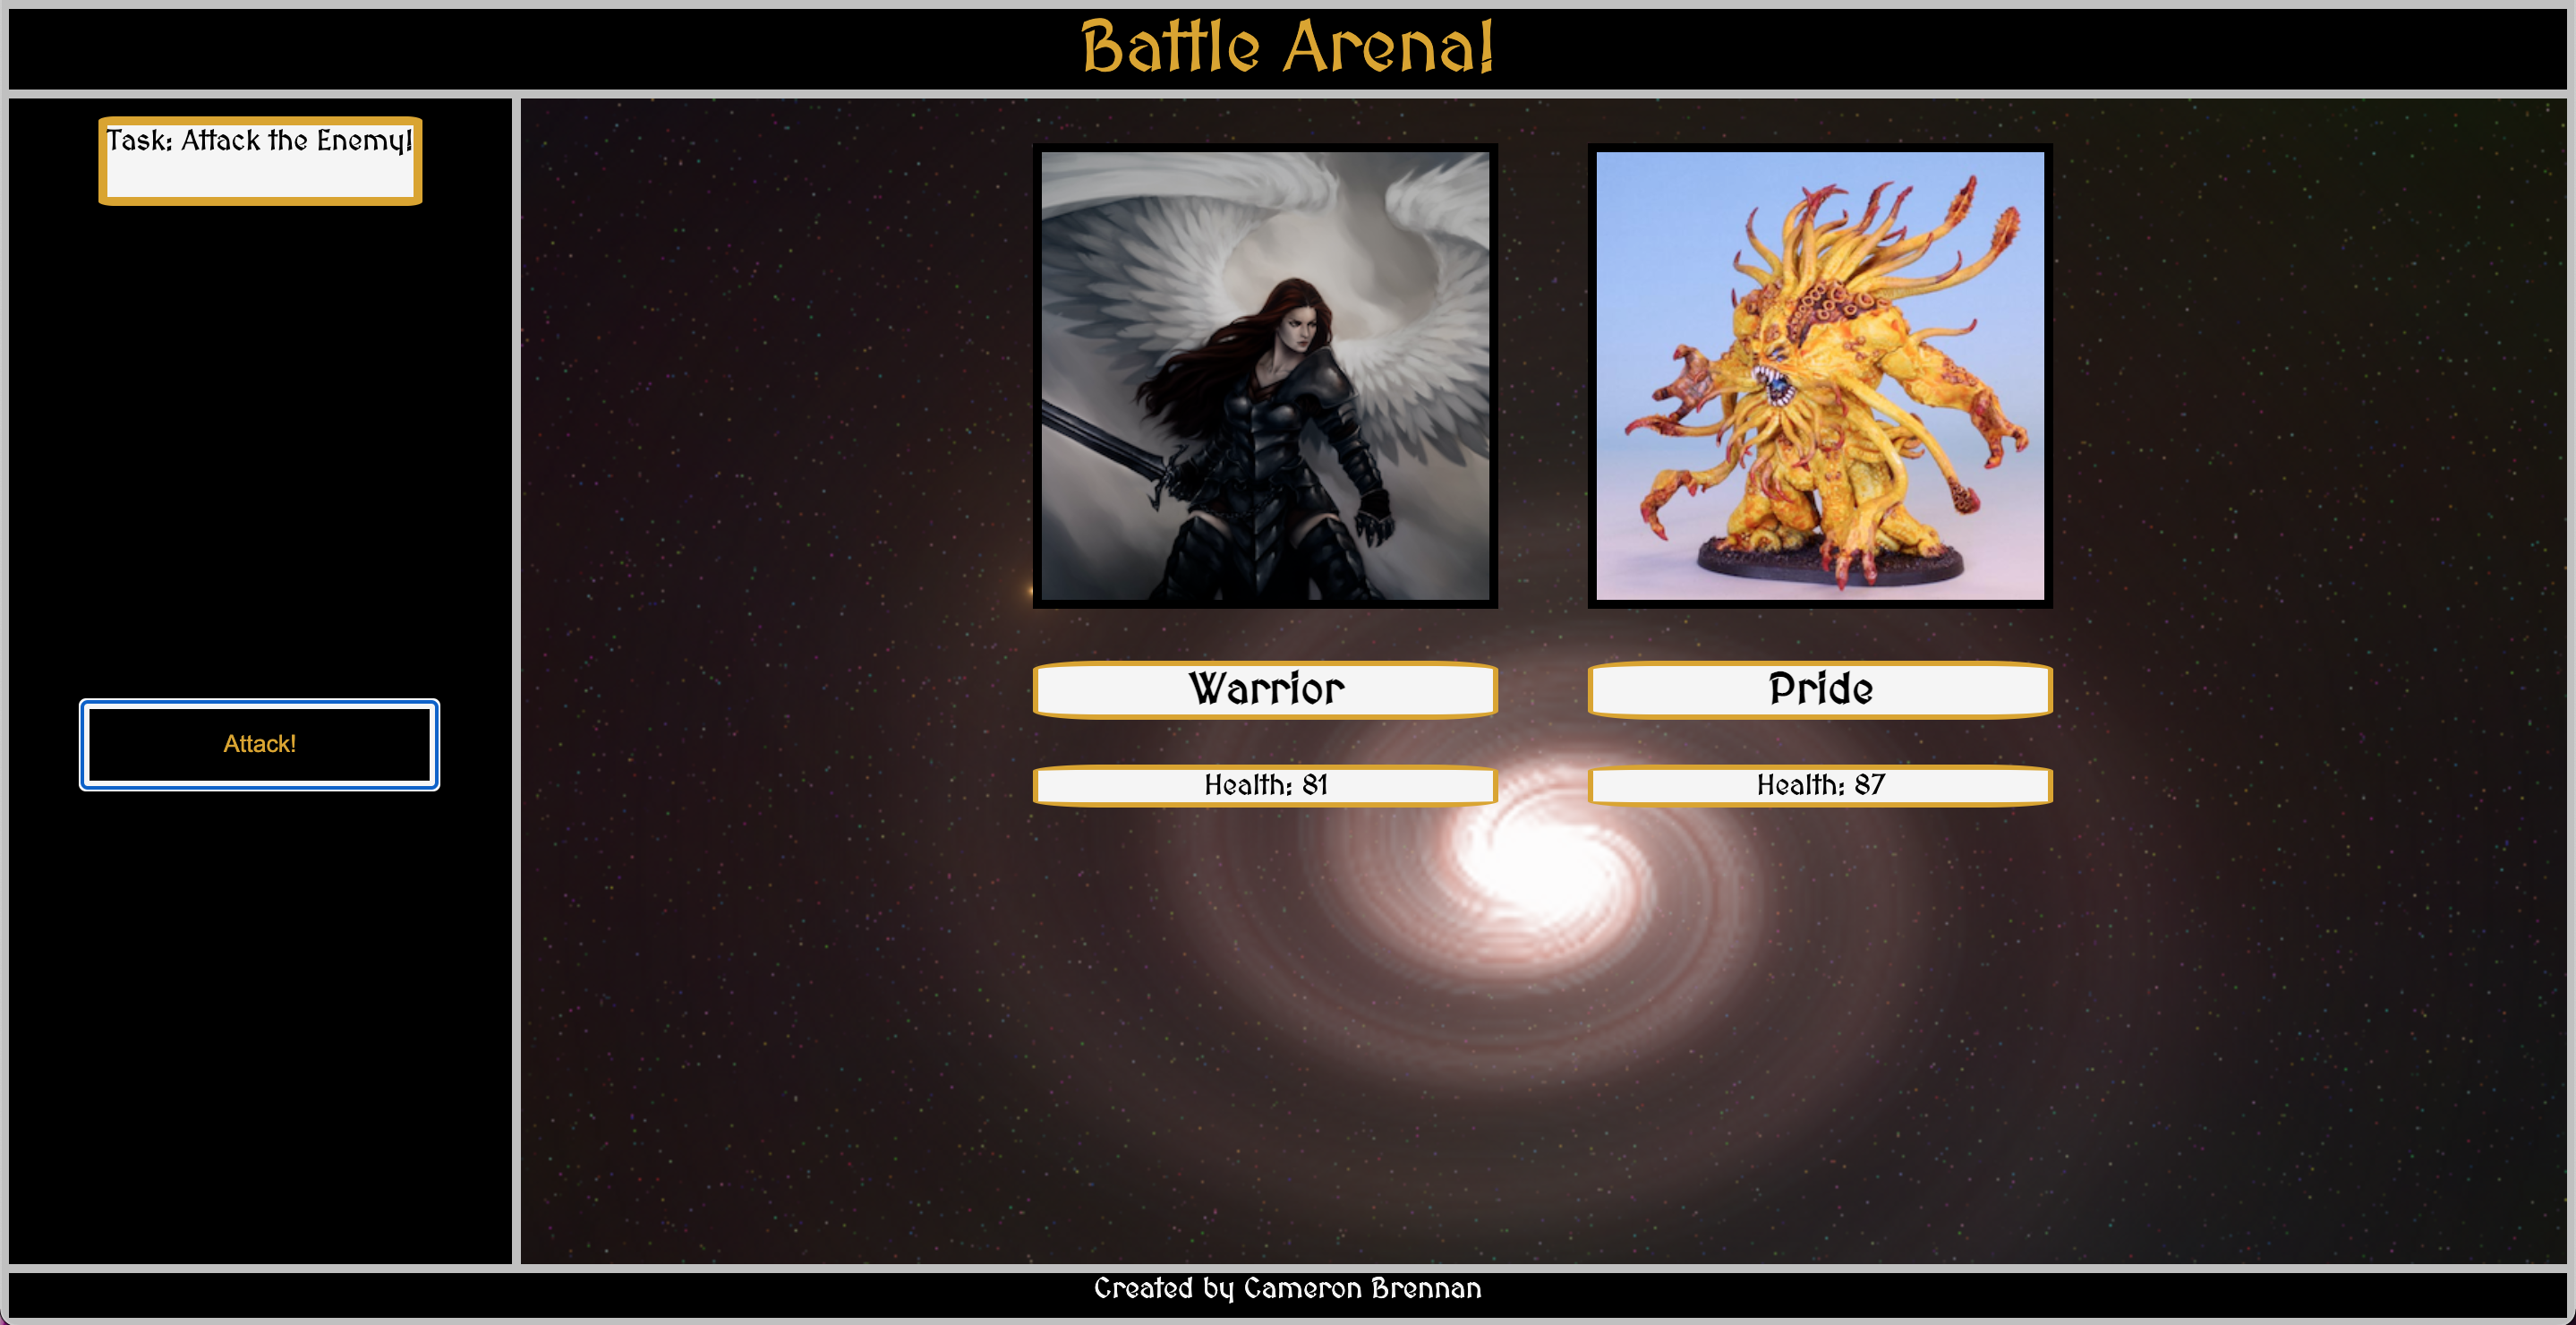 Battle Arena!
Task: Attack the Enemy!
Attack!
Warrior
Pride
Health: 81
Health: 87
Created by Cameron Brennan